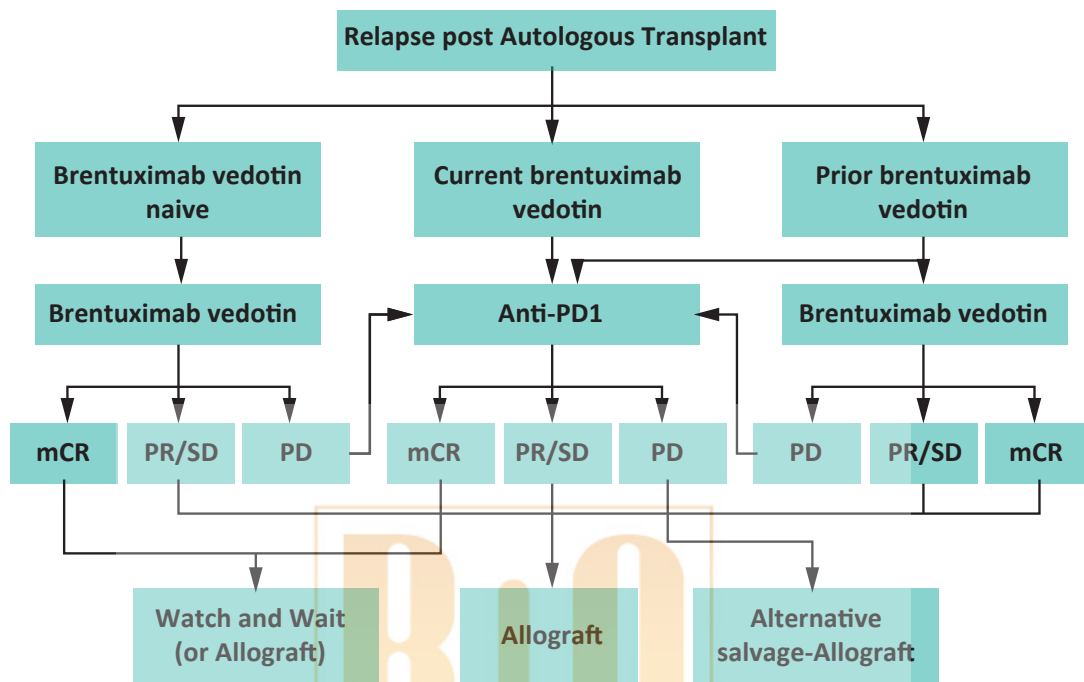 Relapse post Autologous Transplant
Brentuximab vedotin
naive
Current brentuximab
vedotin
Prior brentuximab
vedotin
Brentuximab vedotin
Anti-PD1
Brentuximab vedotin
mCR
PR/SD
PD
mCR
PR/SD
PD
PD
PR/SD
mCR
Watch and Wait
(or Allograft)
Allograft
Alternative
salvage-Allograft